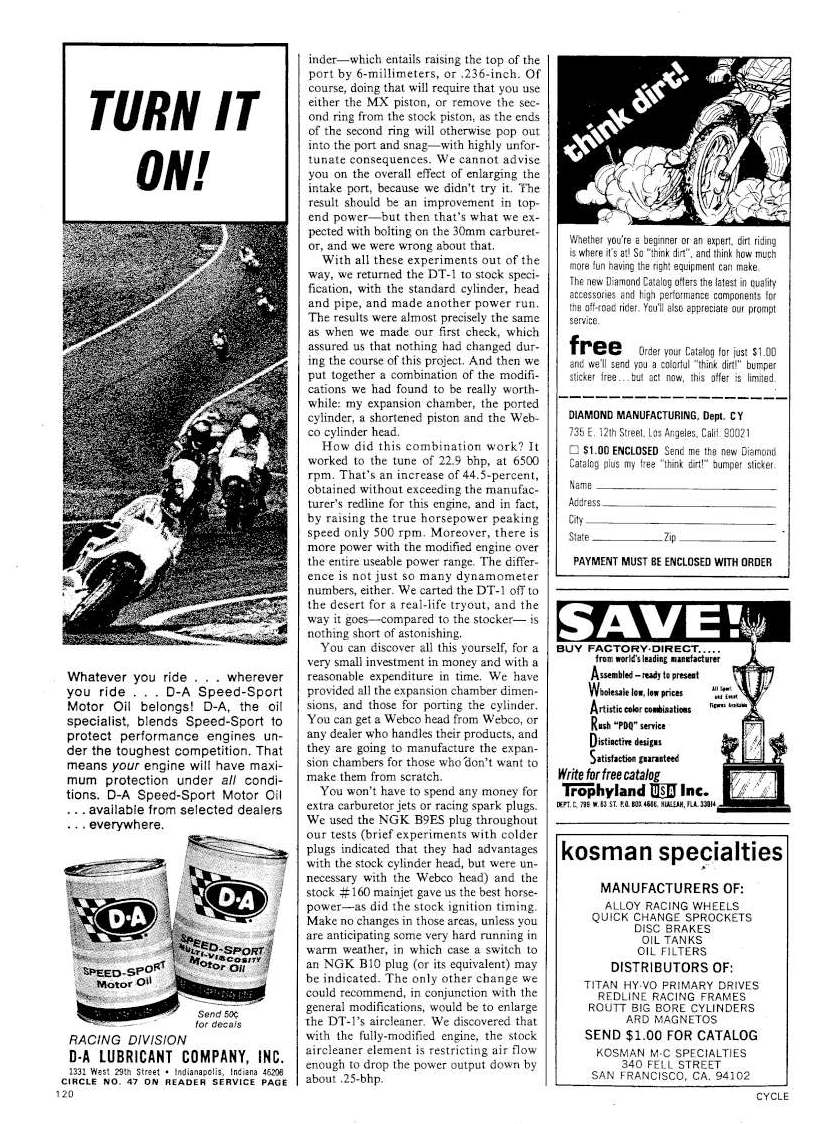 TURN IT
ON!
Whatever you ride . . . wherever
you ride . . . D-A Speed-Sport
Motor Oil belongs! D-A, the oil
specialist, blends Speed-Sport to
protect performance engines un-
der the toughest competition. That
means your engine will have maxi-
mum protection under all condi-
tions. D-A Speed-Sport Motor Oil
. . . available from selected dealers
. . . everywhere.
D-A
SPEED-SPORT
Motor Oil
D-A
SPEED-SPORT
MULTI-VISCOSITY
Motor Oil
Send 50¢
for decals
RACING DIVISION
D-A LUBRICANT COMPANY, INC.
1331 West 29th Street • Indianapolis, Indiana 46208
CIRCLE NO. 47 ON READER SERVICE PAGE
120
inder—which entails raising the top of the
port by 6-millimeters, or .236-inch. Of
course, doing that will require that you use
either the MX piston, or remove the sec-
ond ring from the stock piston, as the ends
of the second ring will otherwise pop out
into the port and snag—with highly unfor-
tunate consequences. We cannot advise
you on the overall effect of enlarging the
intake port, because we didn't try it. The
result should be an improvement in top-
end power—but then that's what we ex-
pected with bolting on the 30mm carburet-
or, and we were wrong about that.
With all these experiments out of the
way, we returned the DT-1 to stock speci-
fication, with the standard cylinder, head
and pipe, and made another power run.
The results were almost precisely the same
as when we made our first check, which
assured us that nothing had changed dur-
ing the course of this project. And then we
put together a combination of the modifi-
cations we had found to be really worth-
while: my expansion chamber, the ported
cylinder, a shortened piston and the Web-
co cylinder head.
How did this combination work? It
worked to the tune of 22.9 bhp, at 6500
rpm. That's an increase of 44.5-percent,
obtained without exceeding the manufac-
turer's redline for this engine, and in fact,
by raising the true horsepower peaking
speed only 500 rpm. Moreover, there is
more power with the modified engine over
the entire useable power range. The differ-
ence is not just so many dynamometer
numbers, either. We carted the DT-1 off to
the desert for a real-life tryout, and the
way it goes—compared to the stocker— is
nothing short of astonishing.
You can discover all this yourself, for a
very small investment in money and with a
reasonable expenditure in time. We have
provided all the expansion chamber dimen-
sions, and those for porting the cylinder.
You can get a Webco head from Webco, or
any dealer who handles their products, and
they are going to manufacture the expan-
sion chambers for those who don't want to
make them from scratch.
You won't have to spend any money for
extra carburetor jets or racing spark plugs.
We used the NGK B9ES plug throughout
our tests (brief experiments with colder
plugs indicated that they had advantages
with the stock cylinder head, but were un-
necessary with the Webco head) and the
stock #160 mainjet gave us the best horse-
power—as did the stock ignition timing.
Make no changes in those areas, unless you
are anticipating some very hard running in
warm weather, in which case a switch to
an NGK B10 plug (or its equivalent) may
be indicated. The only other change we
could recommend, in conjunction with the
general modifications, would be to enlarge
the DT-1's aircleaner. We discovered that
with the fully-modified engine, the stock
aircleaner element is restricting air flow
enough to drop the power output down by
about .25-bhp.
think dirt!
Whether you're a beginner or an expert, dirt riding
is where it's at! So "think dirt", and think how much
more fun having the right equipment can make.
The new Diamond Catalog offers the latest in quality
accessories and high performance components for
the off-road rider. You'll also appreciate our prompt
service.
free Order your Catalog for just $1.00
and we'll send you a colorful "think dirt!" bumper
sticker free...but act now, this offer is limited.
DIAMOND MANUFACTURING, Dept. CY
735 E. 12th Street, Los Angeles, Calif. 90021
☐ $1.00 ENCLOSED Send me the new Diamond
Catalog plus my free "think dirt!" bumper sticker.
Name
Address
City
State Zip
PAYMENT MUST BE ENCLOSED WITH ORDER
SAVE!
BUY FACTORY-DIRECT.....
from world's leading manufacturer
Assembled – ready to present
Wholesale low, low prices
Artistic color combinations
Rush "PDQ" service
Distinctive designs
Satisfaction guaranteed
All Sport
and Event
Figures Available
Write for free catalog
Trophyland USA Inc.
DEPT. C, 799 W. 83 ST. P.O. BOX 4606, HIALEAH, FLA. 33014
kosman specialties
MANUFACTURERS OF:
ALLOY RACING WHEELS
QUICK CHANGE SPROCKETS
DISC BRAKES
OIL TANKS
OIL FILTERS
DISTRIBUTORS OF:
TITAN HY-VO PRIMARY DRIVES
REDLINE RACING FRAMES
ROUTT BIG BORE CYLINDERS
ARD MAGNETOS
SEND $1.00 FOR CATALOG
KOSMAN M-C SPECIALTIES
340 FELL STREET
SAN FRANCISCO, CA. 94102
CYCLE